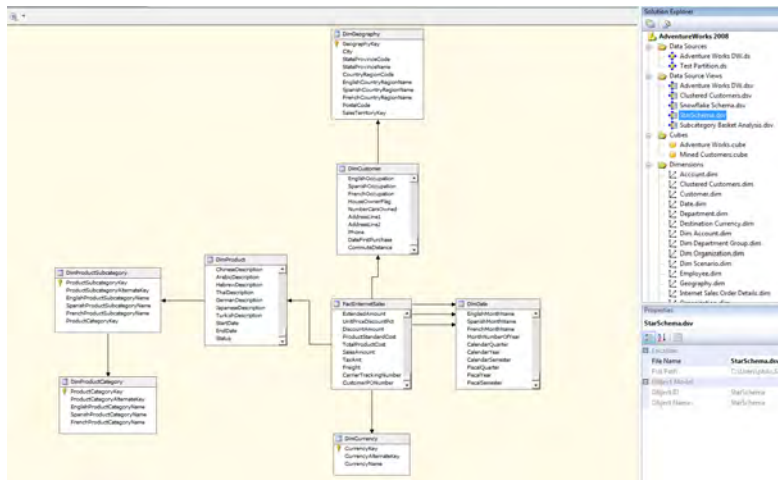 DimGeography
GeographyKey
City
StateProvinceCode
StateProvinceName
CountryRegionCode
EnglishCountryRegionName
SpanishCountryRegionName
FrenchCountryRegionName
PostalCode
SalesTerritoryKey
DimCustomer
EnglishOccupation
SpanishOccupation
FrenchOccupation
HouseOwnerFlag
NumberCarsOwned
AddressLine1
AddressLine2
Phone
DateFirstPurchase
CommuteDistance
DimProductSubcategory
ProductSubcategoryKey
ProductSubcategoryAlternateKey
EnglishProductSubcategoryName
SpanishProductSubcategoryName
FrenchProductSubcategoryName
ProductCategoryKey
DimProduct
ChineseDescription
ArabicDescription
HebrewDescription
ThaiDescription
GermanDescription
JapaneseDescription
TurkishDescription
StartDate
EndDate
Status
FactInternetSales
ExtendedAmount
UnitPriceDiscountPct
DiscountAmount
ProductStandardCost
TotalProductCost
SalesAmount
TaxAmt
Freight
CarrierTrackingNumber
CustomerPONumber
DimDate
EnglishMonthName
SpanishMonthName
FrenchMonthName
MonthNumberOfYear
CalendarQuarter
CalendarYear
CalendarSemester
FiscalQuarter
FiscalYear
FiscalSemester
DimProductCategory
ProductCategoryKey
ProductCategoryAlternateKey
EnglishProductCategoryName
SpanishProductCategoryName
FrenchProductCategoryName
DimCurrency
CurrencyKey
CurrencyAlternateKey
CurrencyName
Solution Explorer
AdventureWorks 2008
Data Sources
Adventure Works DW.ds
Test Partition.ds
Data Source Views
Adventure Works DW.dsv
Clustered Customers.dsv
Snowflake Schema.dsv
StarSchema.dsv
Subcategory Basket Analysis.dsv
Cubes
Adventure Works.cube
Mined Customers.cube
Dimensions
Account.dim
Clustered Customers.dim
Customer.dim
Date.dim
Department.dim
Destination Currency.dim
Dim Account.dim
Dim Department Group.dim
Dim Organization.dim
Dim Scenario.dim
Employee.dim
Geography.dim
Internet Sales Order Details.dim
Properties
StarSchema.dsv
Location
File Name StarSchema.dsv
Full Path
Object Model
Object ID StarSchema
Object Name StarSchema